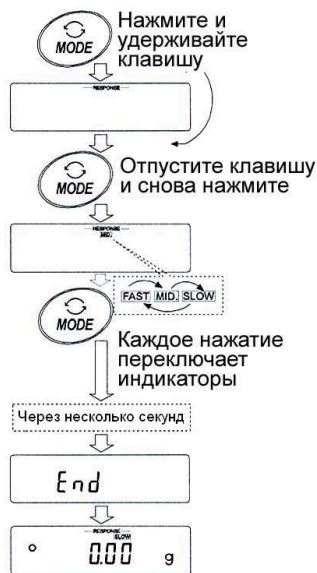 MODE
Нажмите и
удерживайте
клавишу
RESPONSE
MODE
Отпустите клавишу
и снова нажмите
RESPONSE
MID.
FAST MID. SLOW
MODE
Каждое нажатие
переключает
индикаторы
Через несколько секунд
End
RESPONSE
SLOW
0.00 g